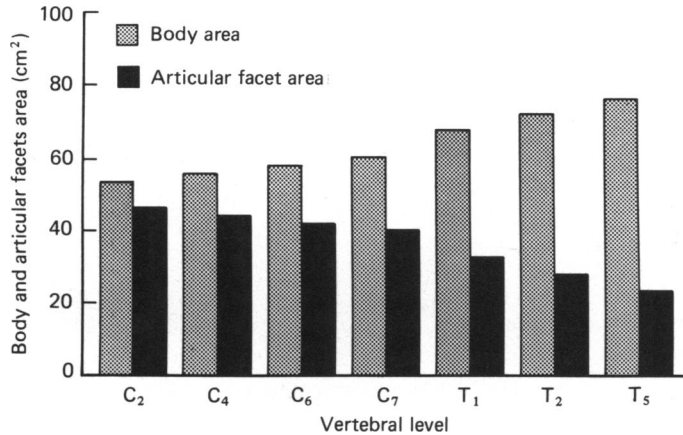 100
80
60
40
20
0
Body and articular facets area (cm²)
Body area
Articular facet area
C₂ C₄ C₆ C₇ T₁ T₂ T₅
Vertebral level